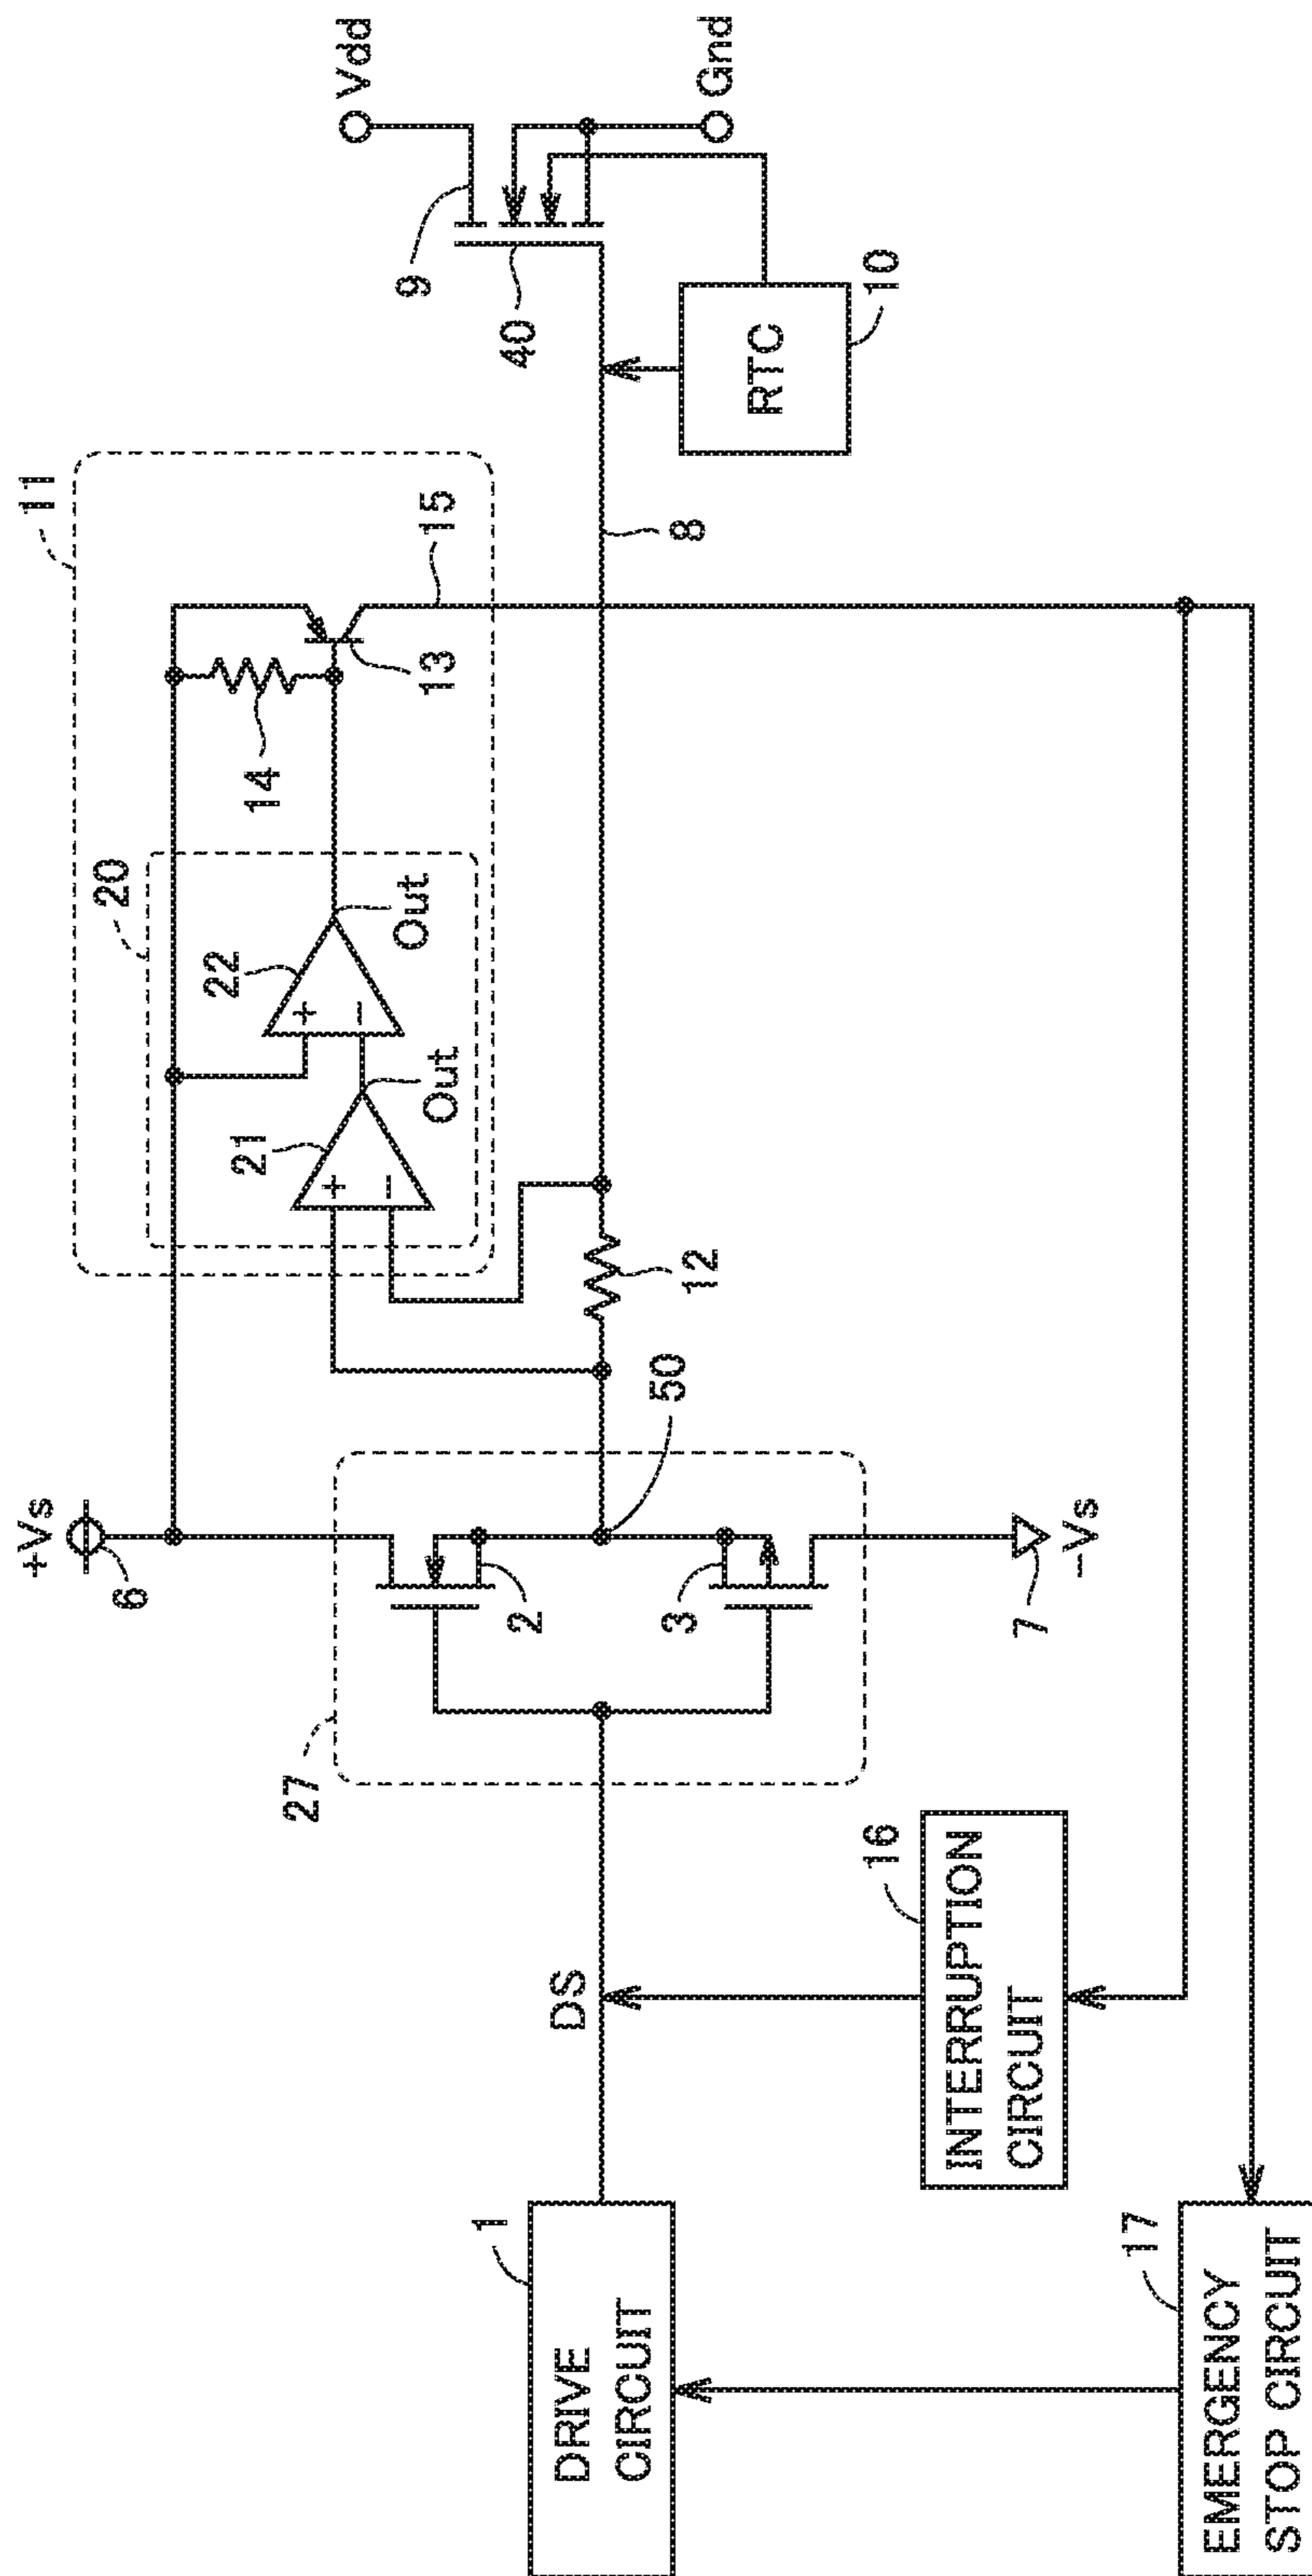 +Vs
6
11
20
22
+
−
Out
21
+
−
Out
14
13
15
Vdd
9
40
Gnd
RTC
10
8
12
50
27
2
3
7
−Vs
DS
1
DRIVE
CIRCUIT
16
INTERRUPTION
CIRCUIT
17
EMERGENCY
STOP CIRCUIT